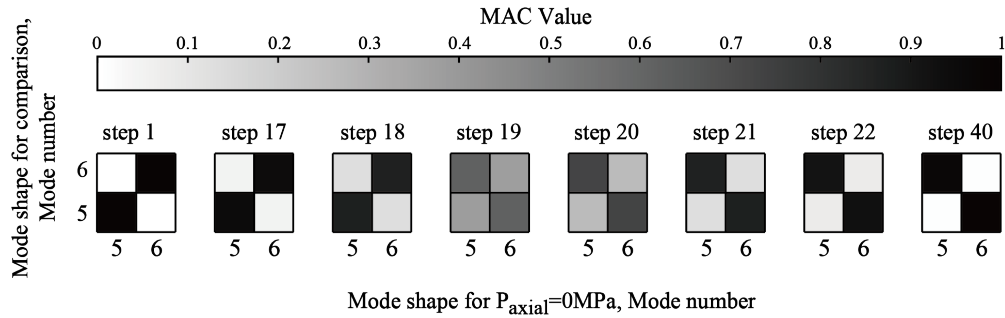 MAC Value
0 0.1 0.2 0.3 0.4 0.5 0.6 0.7 0.8 0.9 1
Mode shape for comparison,
Mode number
step 1 step 17 step 18 step 19 step 20 step 21 step 22 step 40
6
5
5 6 5 6 5 6 5 6 5 6 5 6 5 6 5 6
Mode shape for Paxial=0MPa, Mode number